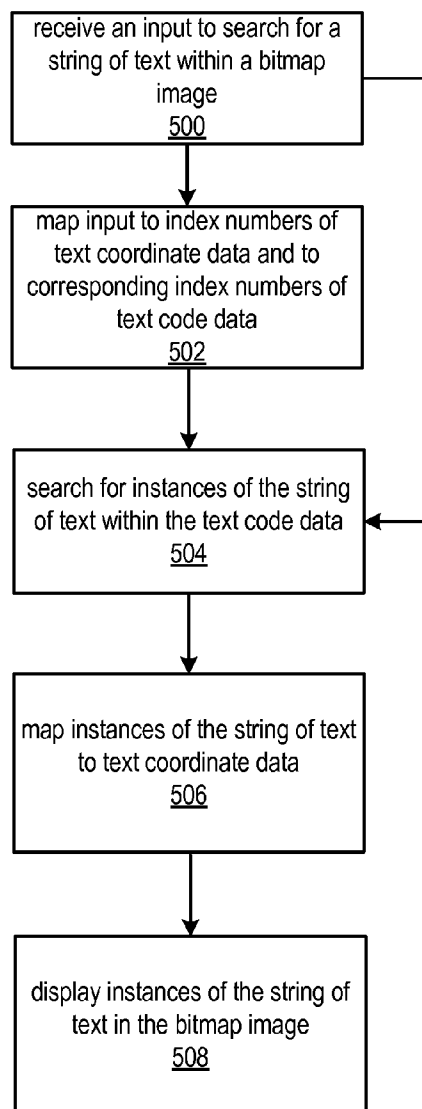 receive an input to search for a
string of text within a bitmap
image
500
map input to index numbers of
text coordinate data and to
corresponding index numbers of
text code data
502
search for instances of the string
of text within the text code data
504
map instances of the string of text
to text coordinate data
506
display instances of the string of
text in the bitmap image
508